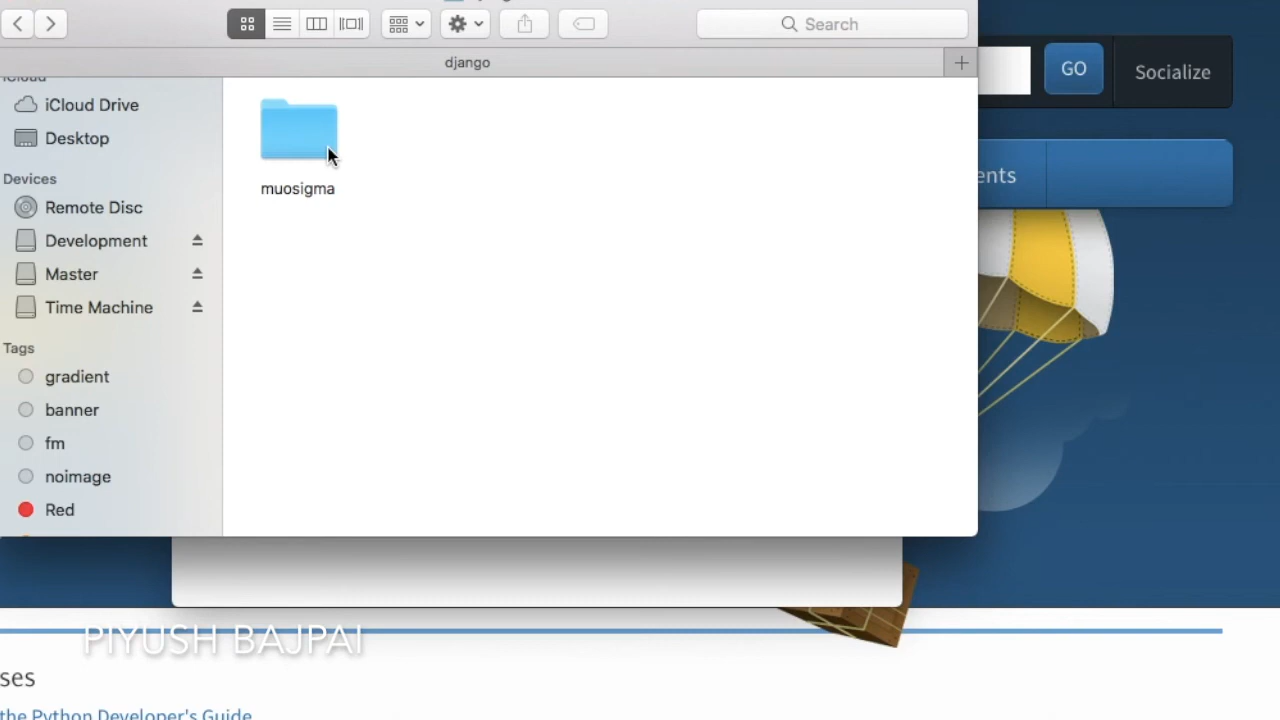 Search
django
GO
Socialize
iCloud
iCloud Drive
Desktop
muosigma
ents
Devices
Remote Disc
Development
Master
Time Machine
Tags
gradient
banner
fm
noimage
Red
PIYUSH BAJPAI
ses
the Python Developer's Guide